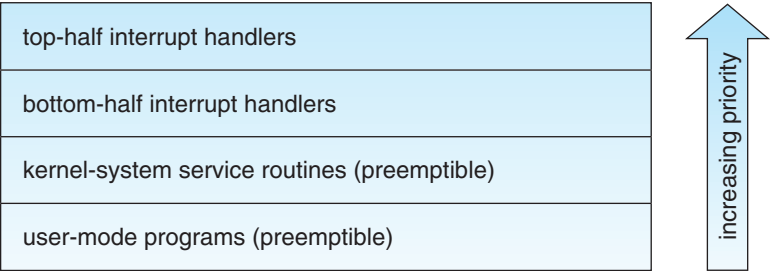 top-half interrupt handlers
bottom-half interrupt handlers
kernel-system service routines (preemptible)
user-mode programs (preemptible)
increasing priority